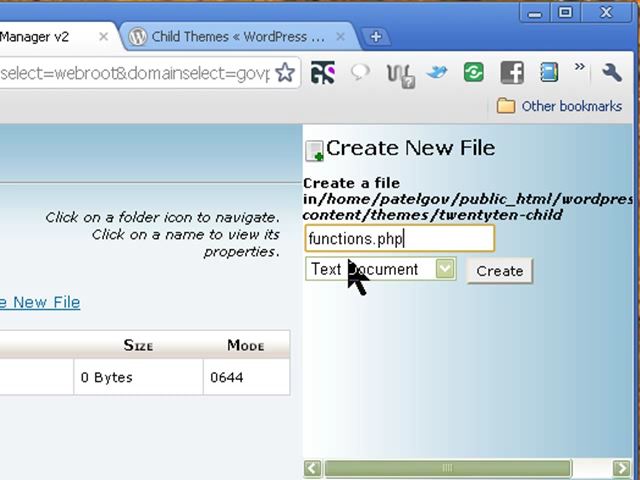 Manager v2
Child Themes « WordPress ...
select=webroot&domainselect=govp
Other bookmarks
Create New File
Create a file
in/home/patelgov/public_html/wordpres
content/themes/twentyten-child
functions.php
Text Document
Create
Click on a folder icon to navigate.
Click on a name to view its
properties.
e New File
Size Mode
0 Bytes 0644